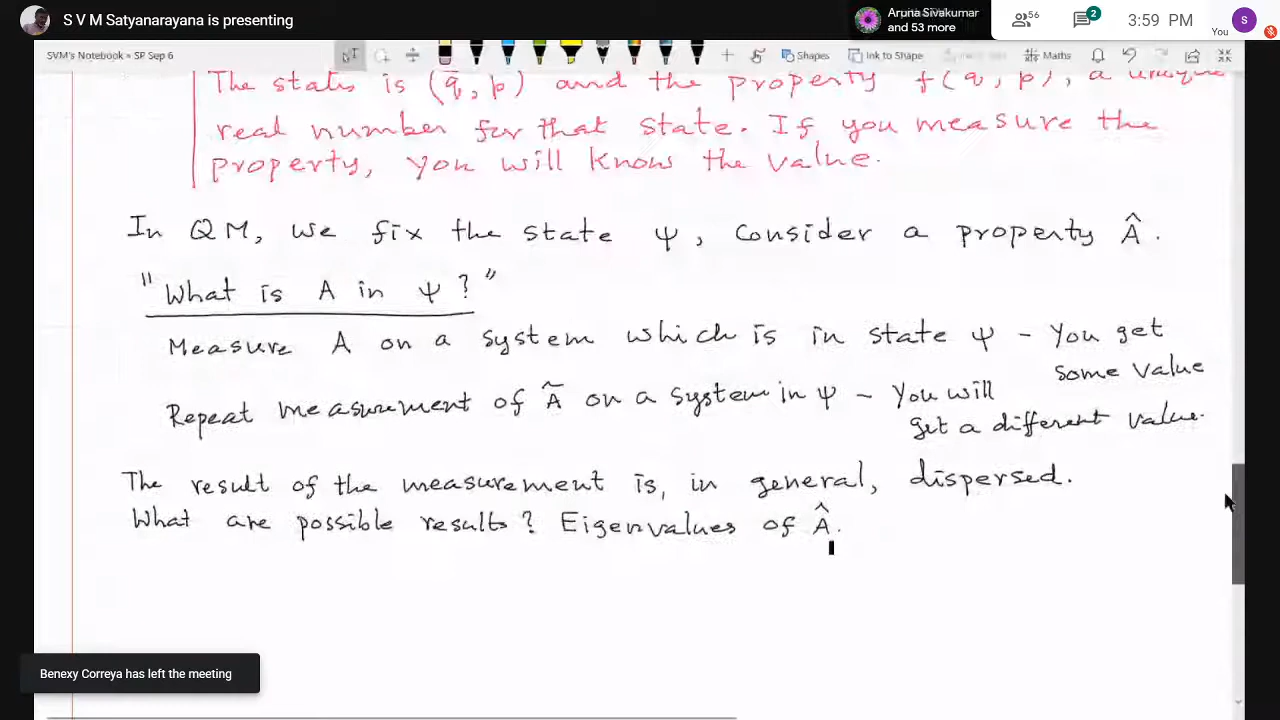 S V M Satyanarayana is presenting
Aruna Sivakumar
and 53 more
56
2
3:59 PM
You
S
SVM's Notebook » SP Sep 6
Shapes
Ink to Shape
Maths
The state is (q, p) and the property f(q, p), a unique
real number for that state. If you measure the
property, you will know the value.
In QM, we fix the state ψ, Consider a property Â.
"What is A in ψ?"
Measure A on a system which is in state ψ - You get
some value
Repeat measurement of Ã on a system in ψ - You will
get a different value.
The result of the measurement is, in general, dispersed.
What are possible results? Eigenvalues of Â.
Benexy Correya has left the meeting